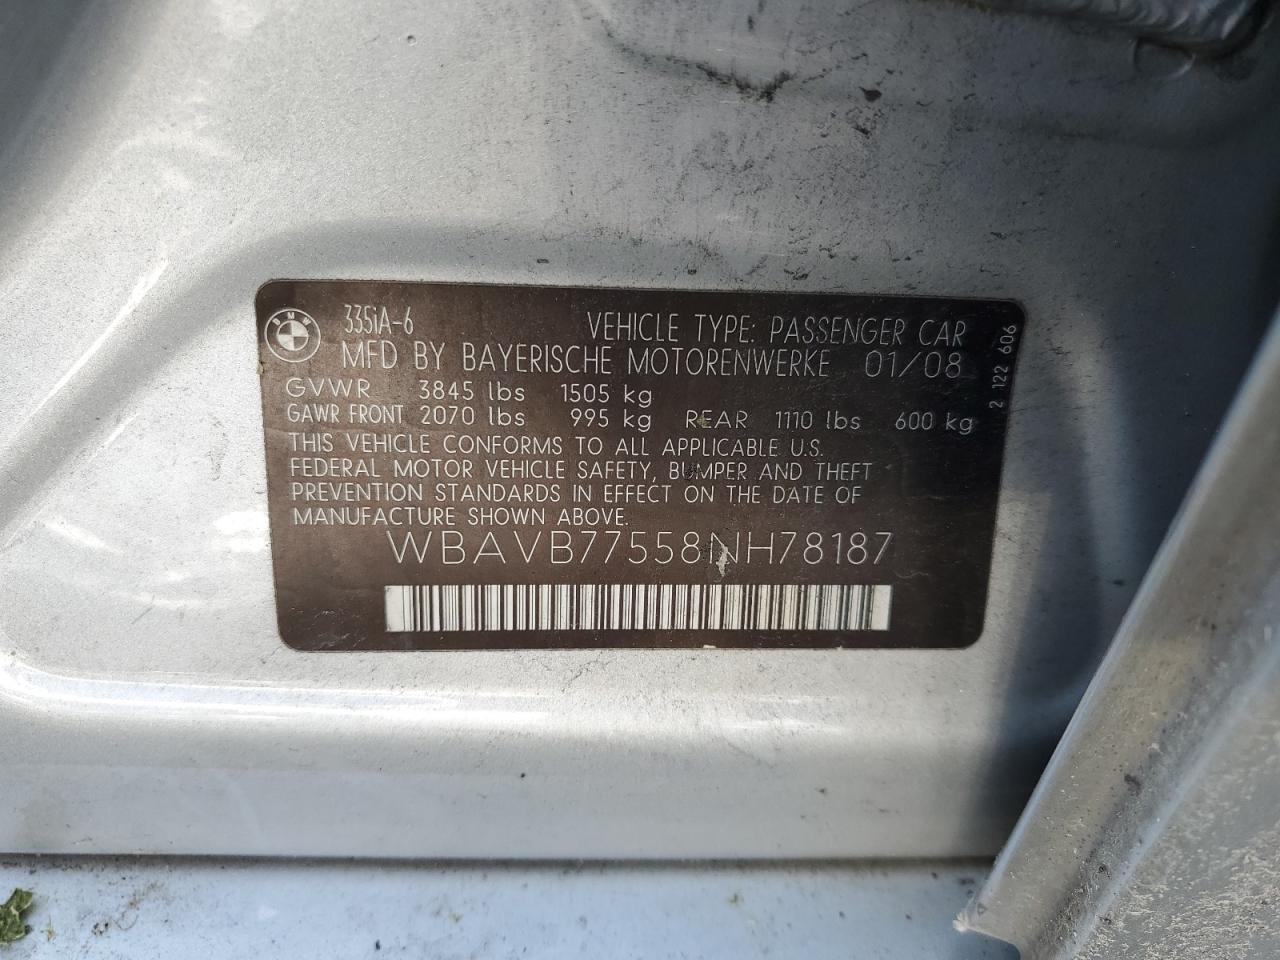 BMW
335iA-6 VEHICLE TYPE: PASSENGER CAR
MFD BY BAYERISCHE MOTORENWERKE 01/08
GVWR 3845 lbs 1505 kg
GAWR FRONT 2070 lbs 995 kg REAR 1110 lbs 600 kg
THIS VEHICLE CONFORMS TO ALL APPLICABLE U.S.
FEDERAL MOTOR VEHICLE SAFETY, BUMPER AND THEFT
PREVENTION STANDARDS IN EFFECT ON THE DATE OF
MANUFACTURE SHOWN ABOVE.
WBAVB77558NH78187
2 122 606